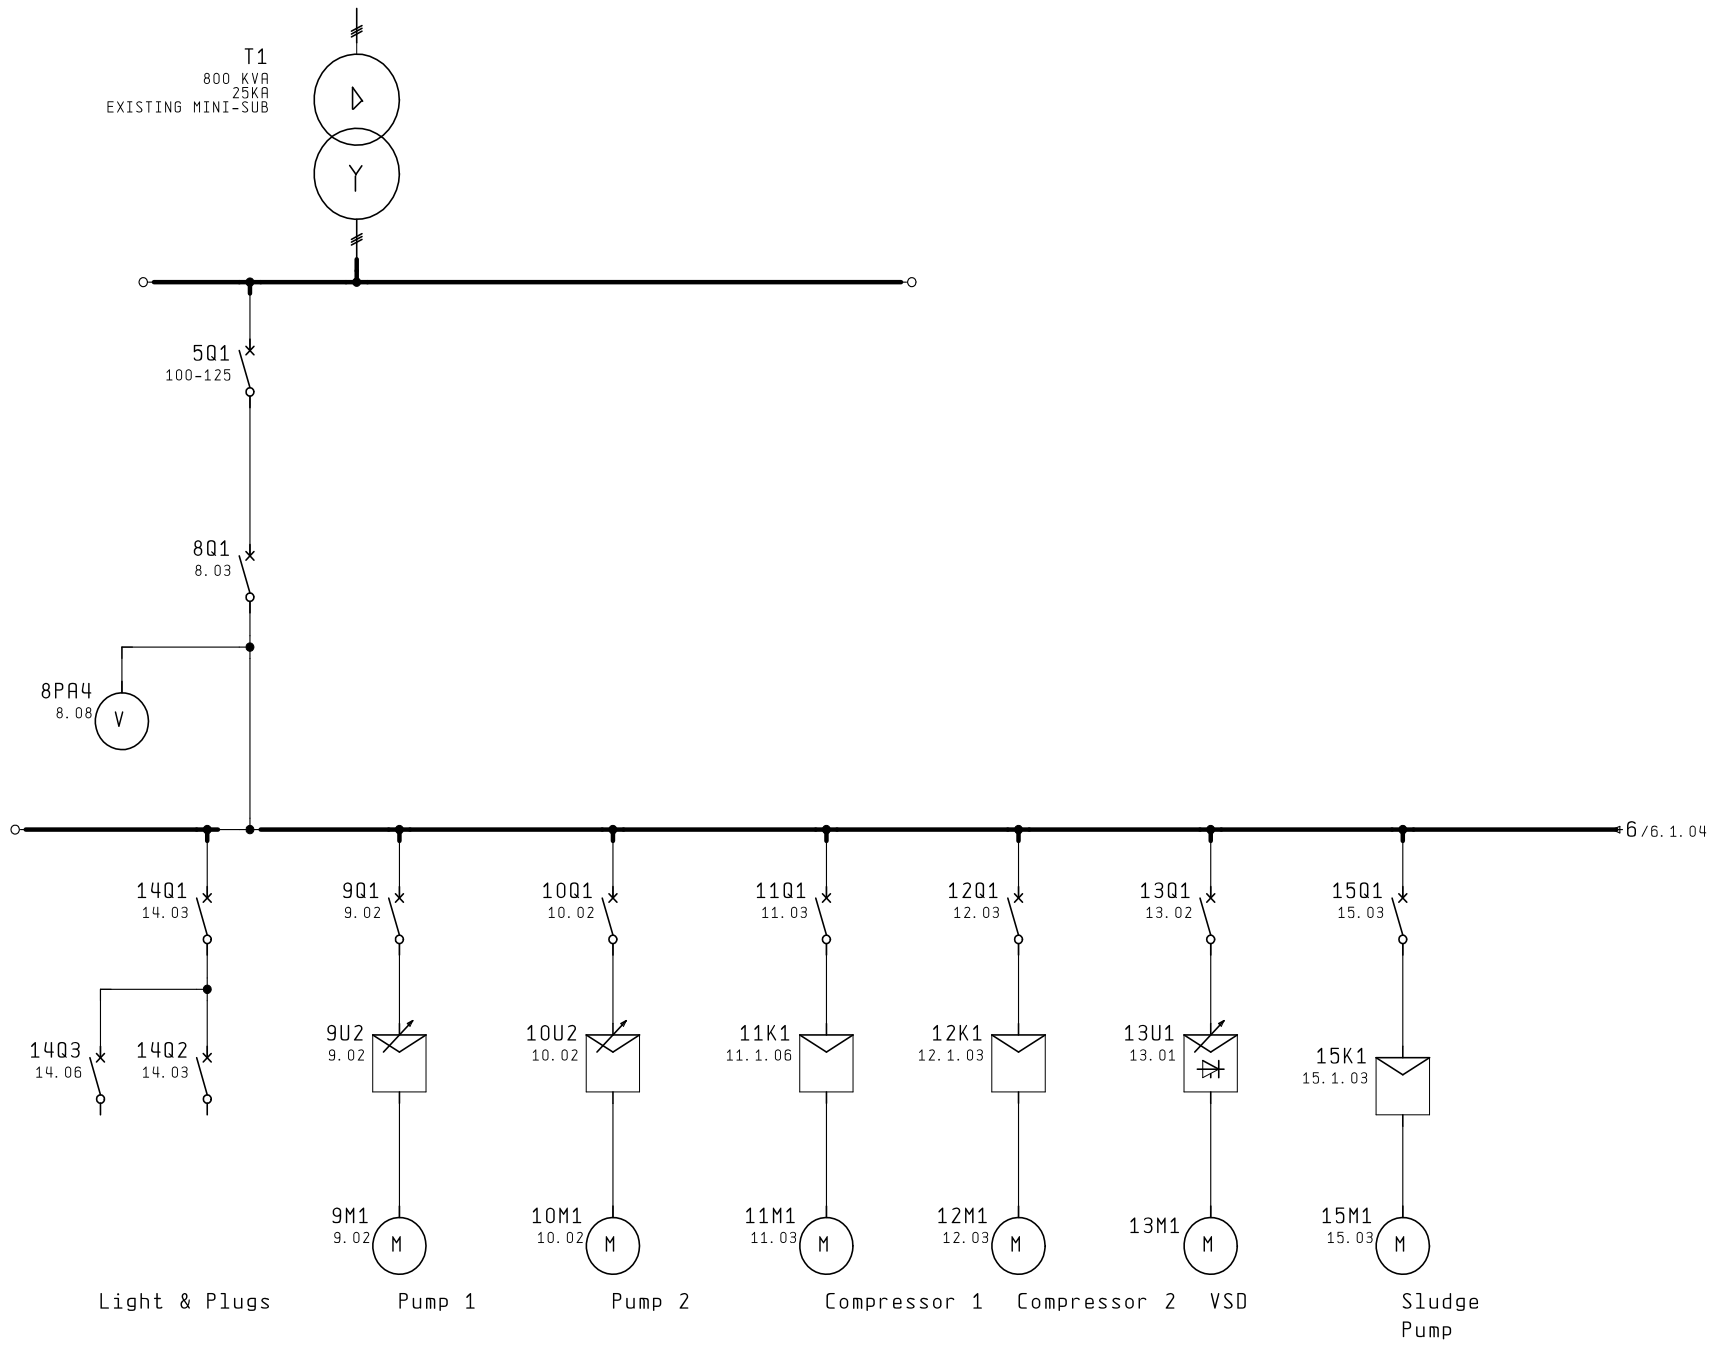 T1
800 KVA
25KA
EXISTING MINI-SUB
D
Y
5Q1
100-125
8Q1
8.03
8PA4
8.08
V
6/6.1.04
14Q1
14.03
9Q1
9.02
10Q1
10.02
11Q1
11.03
12Q1
12.03
13Q1
13.02
15Q1
15.03
14Q3
14.06
14Q2
14.03
9U2
9.02
10U2
10.02
11K1
11.1.06
12K1
12.1.03
13U1
13.01
15K1
15.1.03
9M1
9.02
M
10M1
10.02
M
11M1
11.03
M
12M1
12.03
M
13M1
M
15M1
15.03
M
Light & Plugs
Pump 1
Pump 2
Compressor 1
Compressor 2
VSD
Sludge
Pump